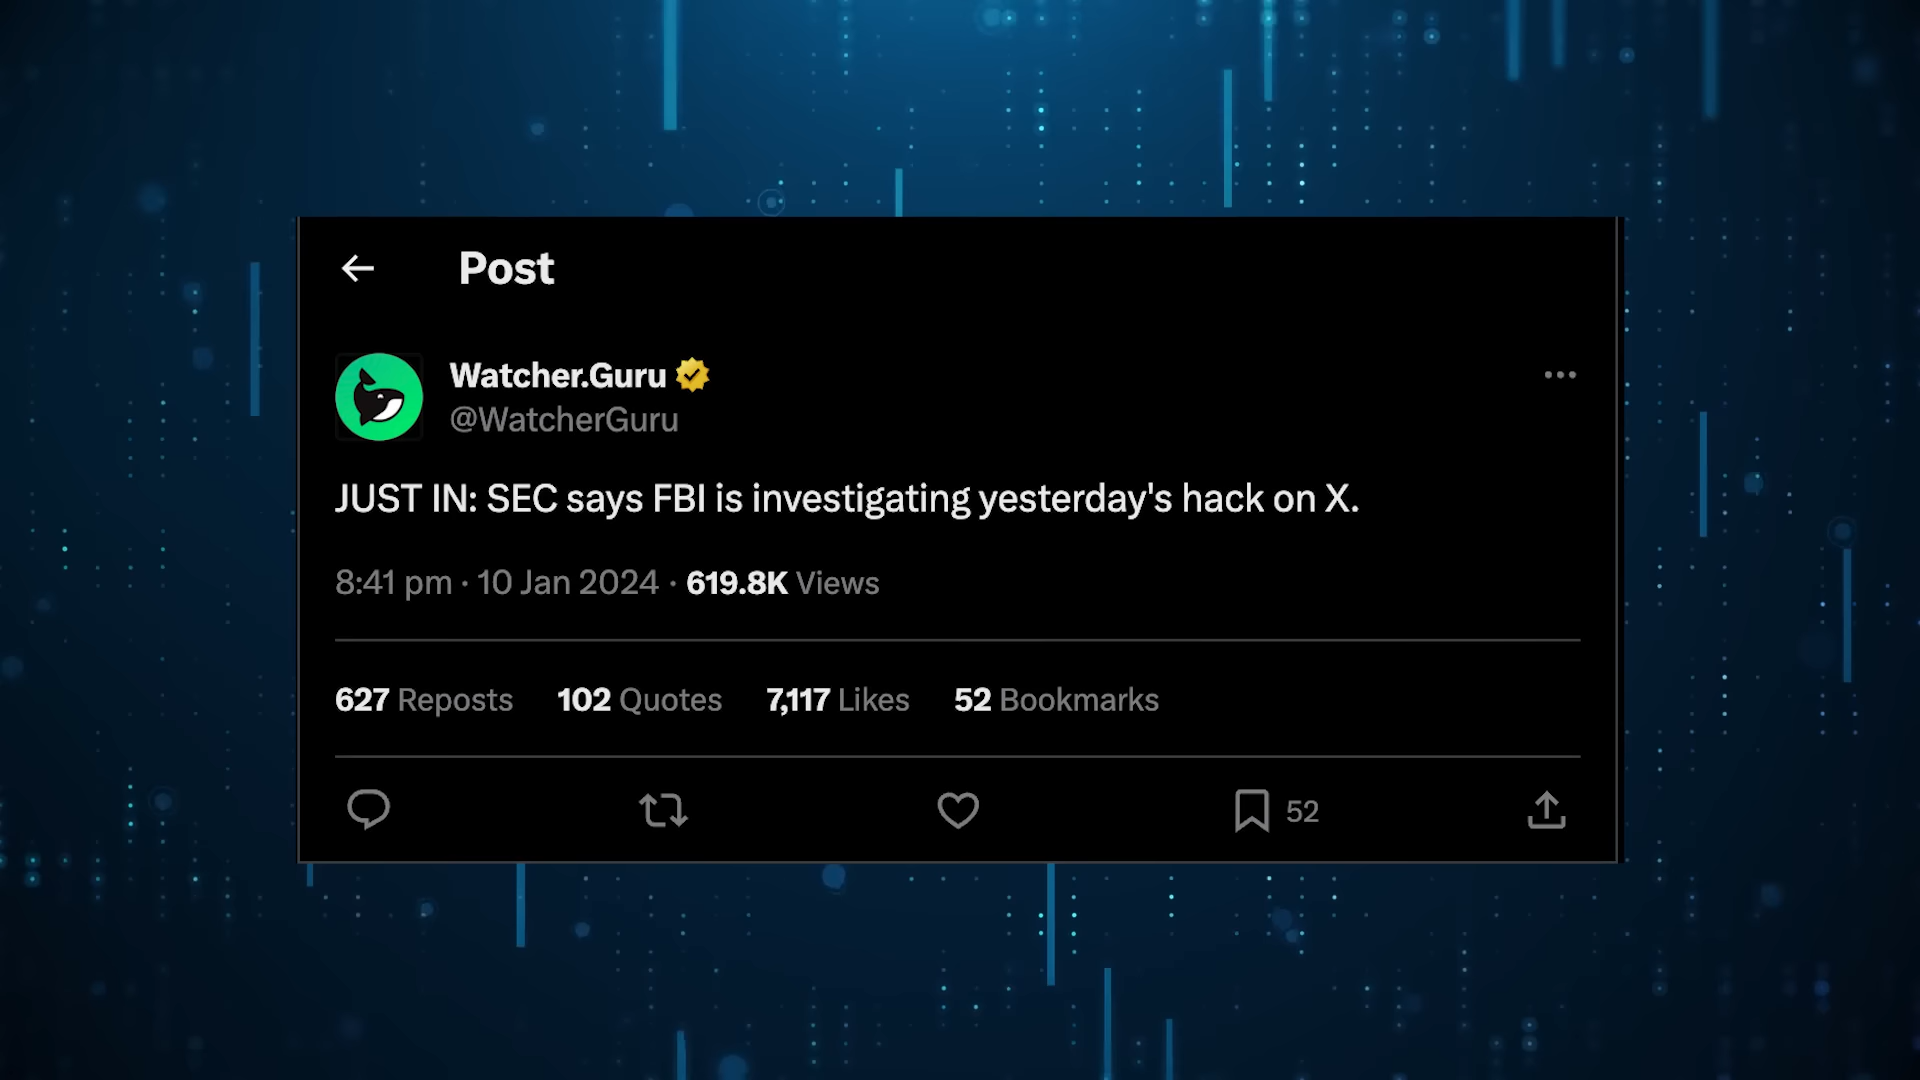 Post
Watcher.Guru
@WatcherGuru
JUST IN: SEC says FBI is investigating yesterday's hack on X.
8:41 pm · 10 Jan 2024 · 619.8K Views
627 Reposts 102 Quotes 7,117 Likes 52 Bookmarks
52